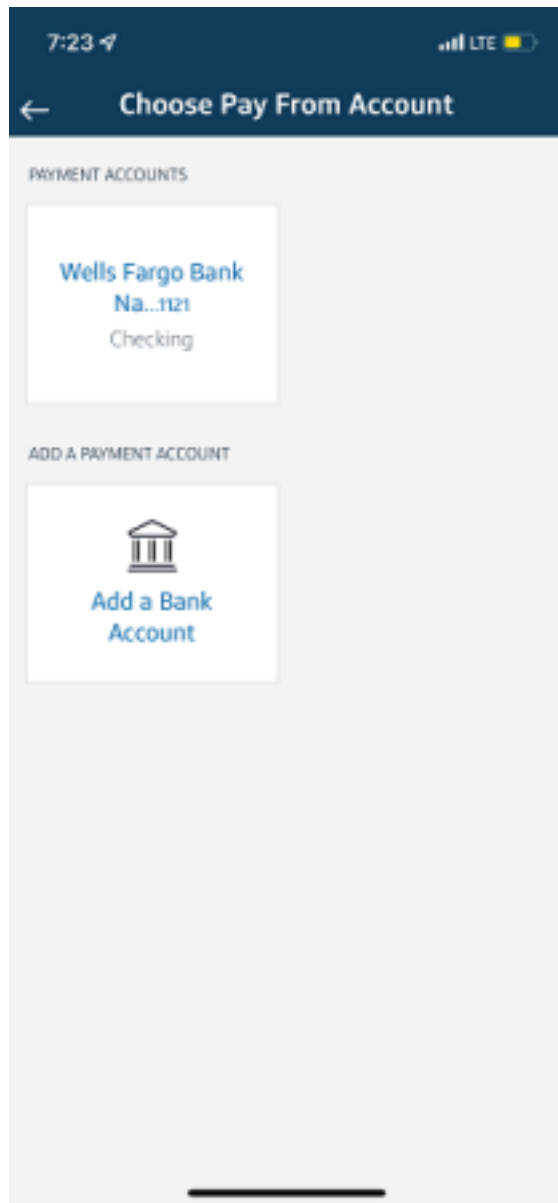 7:23
LTE
Choose Pay From Account
PAYMENT ACCOUNTS
Wells Fargo Bank
Na...1121
Checking
ADD A PAYMENT ACCOUNT
Add a Bank
Account